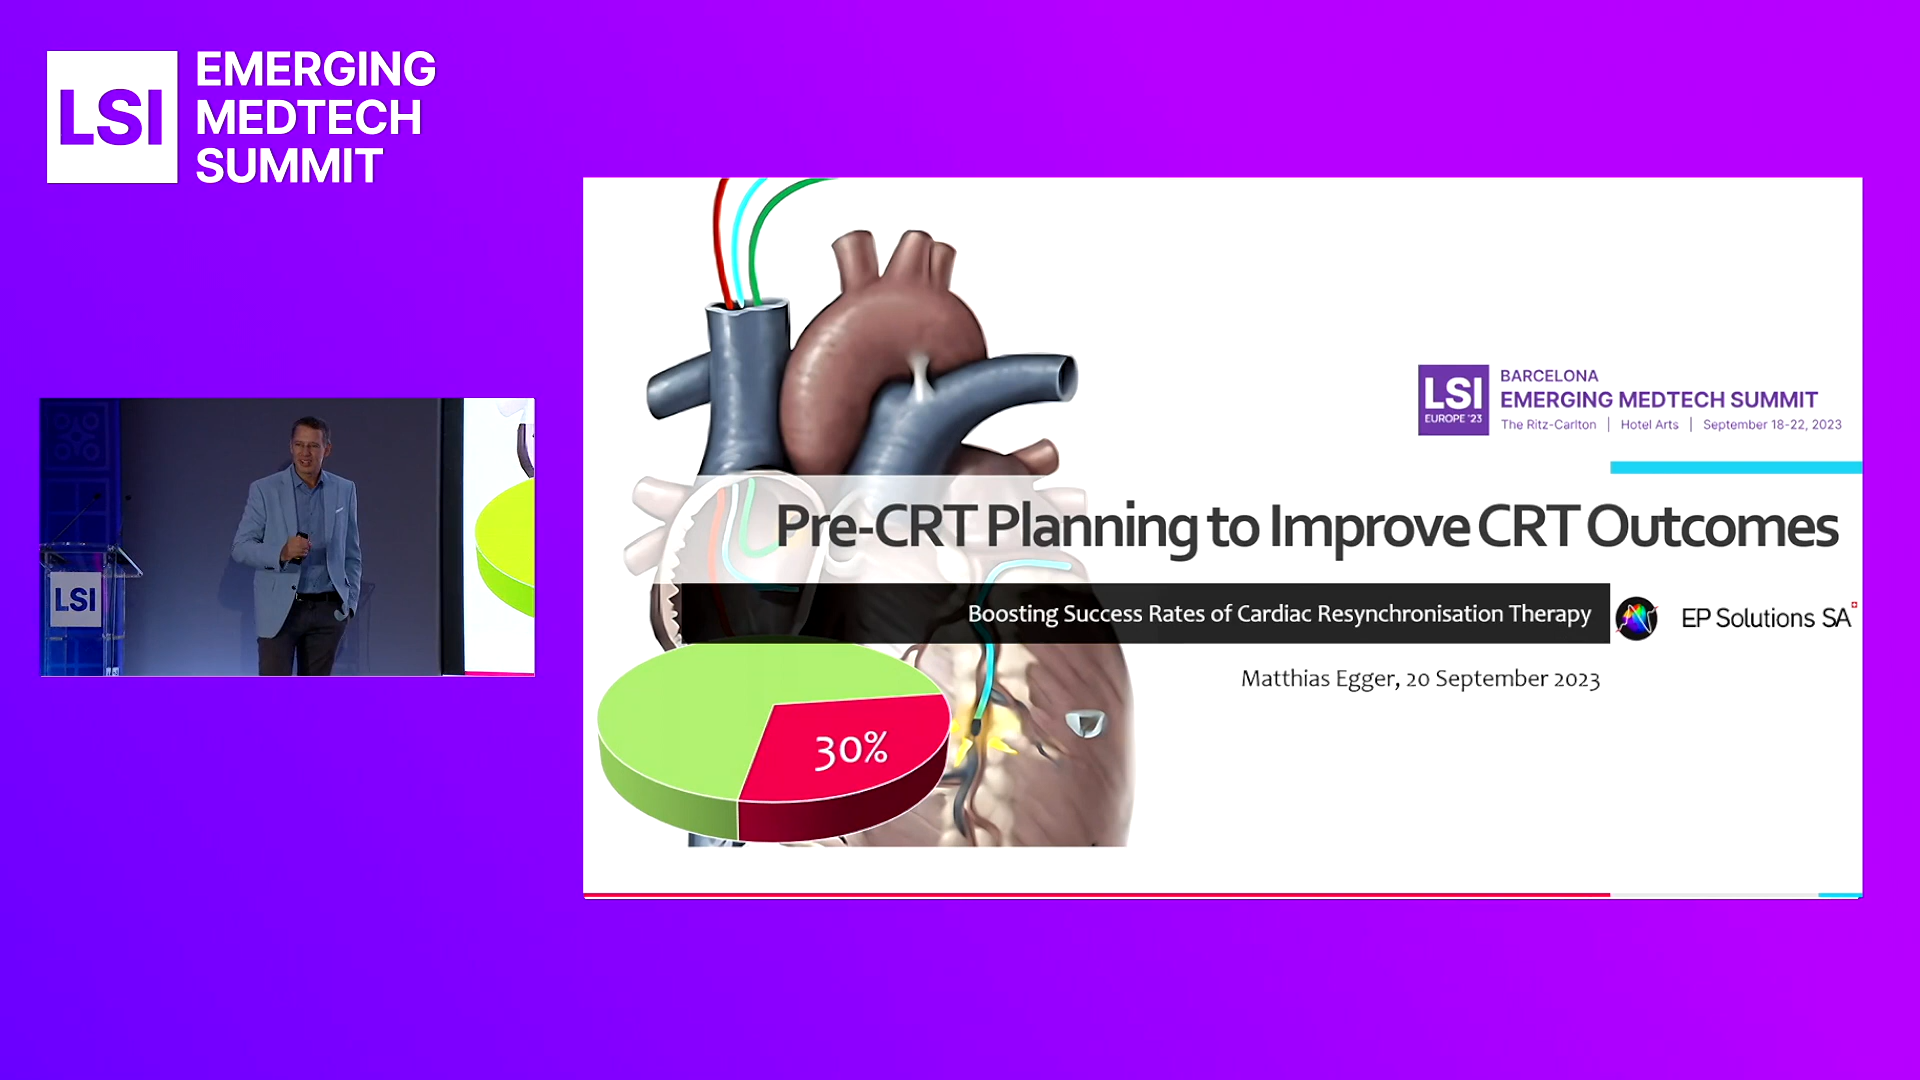 LSI
EMERGING
MEDTECH
SUMMIT
LSI
EUROPE '23
BARCELONA
EMERGING MEDTECH SUMMIT
The Ritz-Carlton | Hotel Arts | September 18-22, 2023
Pre-CRT Planning to Improve CRT Outcomes
Boosting Success Rates of Cardiac Resynchronisation Therapy
EP Solutions SA
Matthias Egger, 20 September 2023
30%
LSI